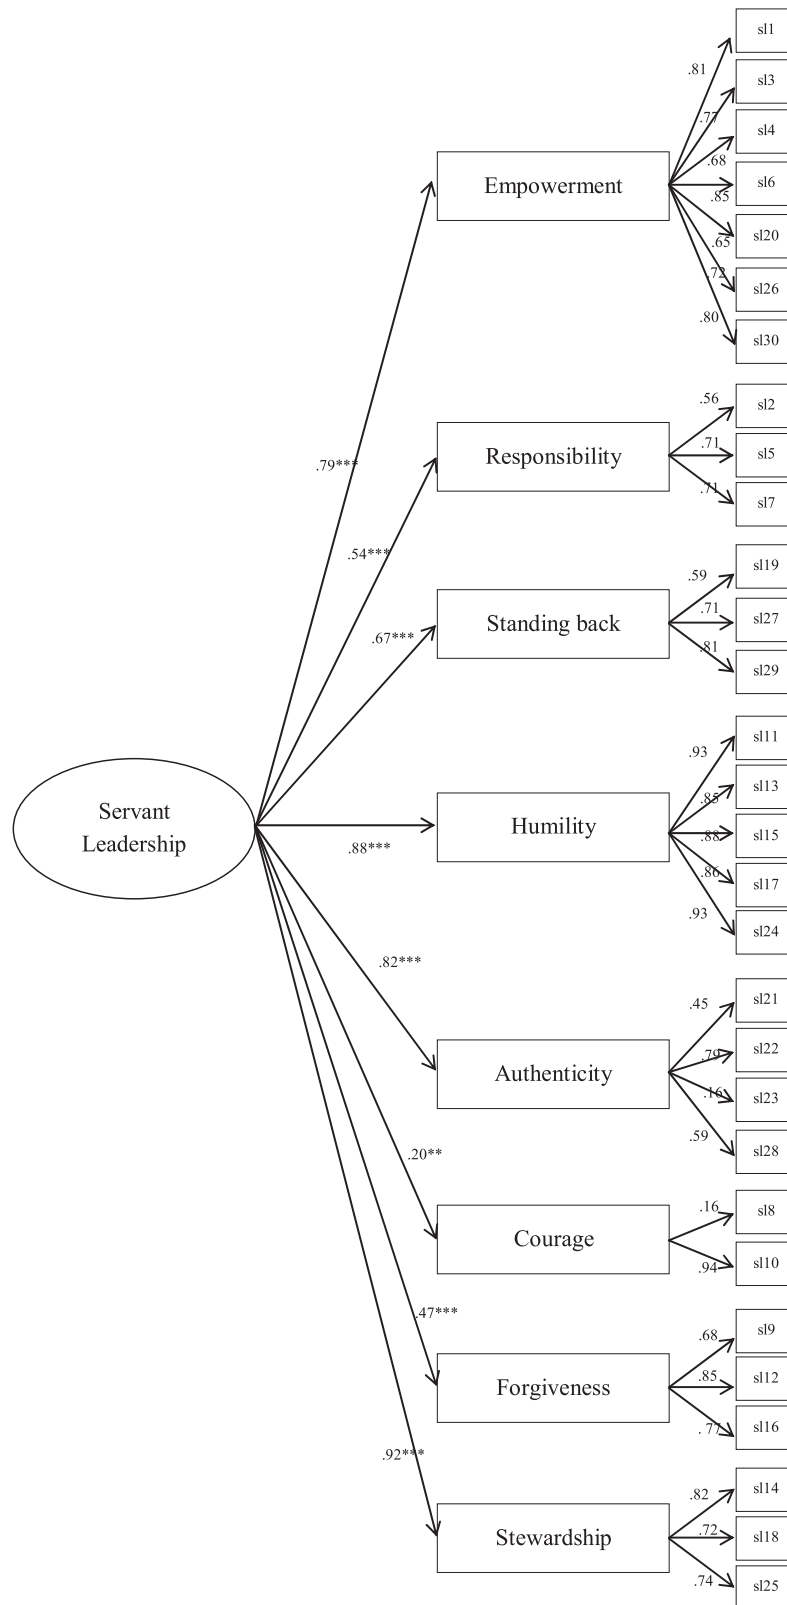 sl1
.81
sl3
.77
sl4
.68
Empowerment
sl6
.85
sl20
.65
.72
sl26
.80
sl30
.56
sl2
.71
sl5
Responsibility
.79***
.71
sl7
.54***
.59
sl19
.71
sl27
Standing back
.67***
.81
sl29
.93
sl11
.85
sl13
Servant
Leadership
Humility
.88
sl15
.88***
.86
sl17
.93
sl24
.82***
.45
sl21
.79
sl22
Authenticity
.16
sl23
.59
sl28
.20**
.16
sl8
Courage
.94
sl10
.47***
.68
sl9
.85
sl12
Forgiveness
. 77
sl16
.92***
.82
sl14
.72
sl18
Stewardship
.74
sl25